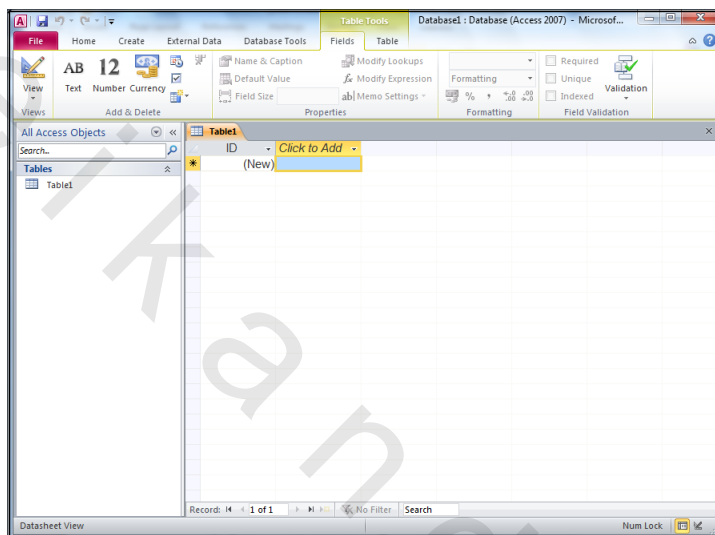 Table Tools
Database1 : Database (Access 2007) - Microsof...
File Home Create External Data Database Tools Fields Table
View
AB
Text
12
Number
Currency
Name & Caption
Default Value
Field Size
Modify Lookups
fx Modify Expression
ab| Memo Settings
Formatting
% , .00
Required
Unique
Indexed
Validation
Views Add & Delete Properties Formatting Field Validation
All Access Objects
Search..
Tables
Table1
Table1
ID Click to Add
(New)
Record: 1 of 1 No Filter Search
Datasheet View
Num Lock